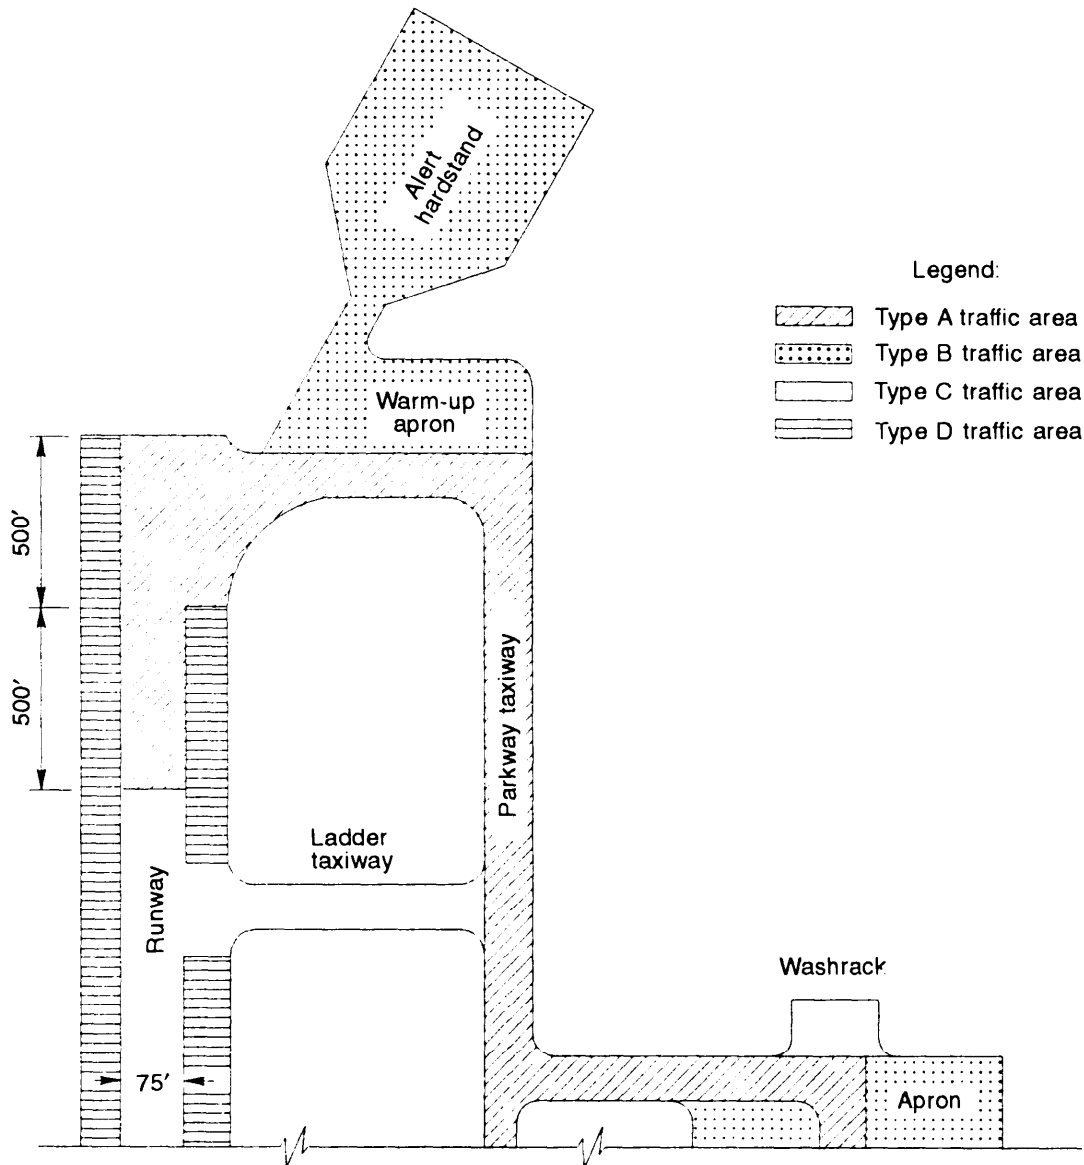 Alert
hardstand
Legend:
Type A traffic area
Type B traffic area
Type C traffic area
Type D traffic area
Warm-up
apron
500′
500′
Parkway taxiway
Ladder
taxiway
Runway
Washrack
75′
Apron